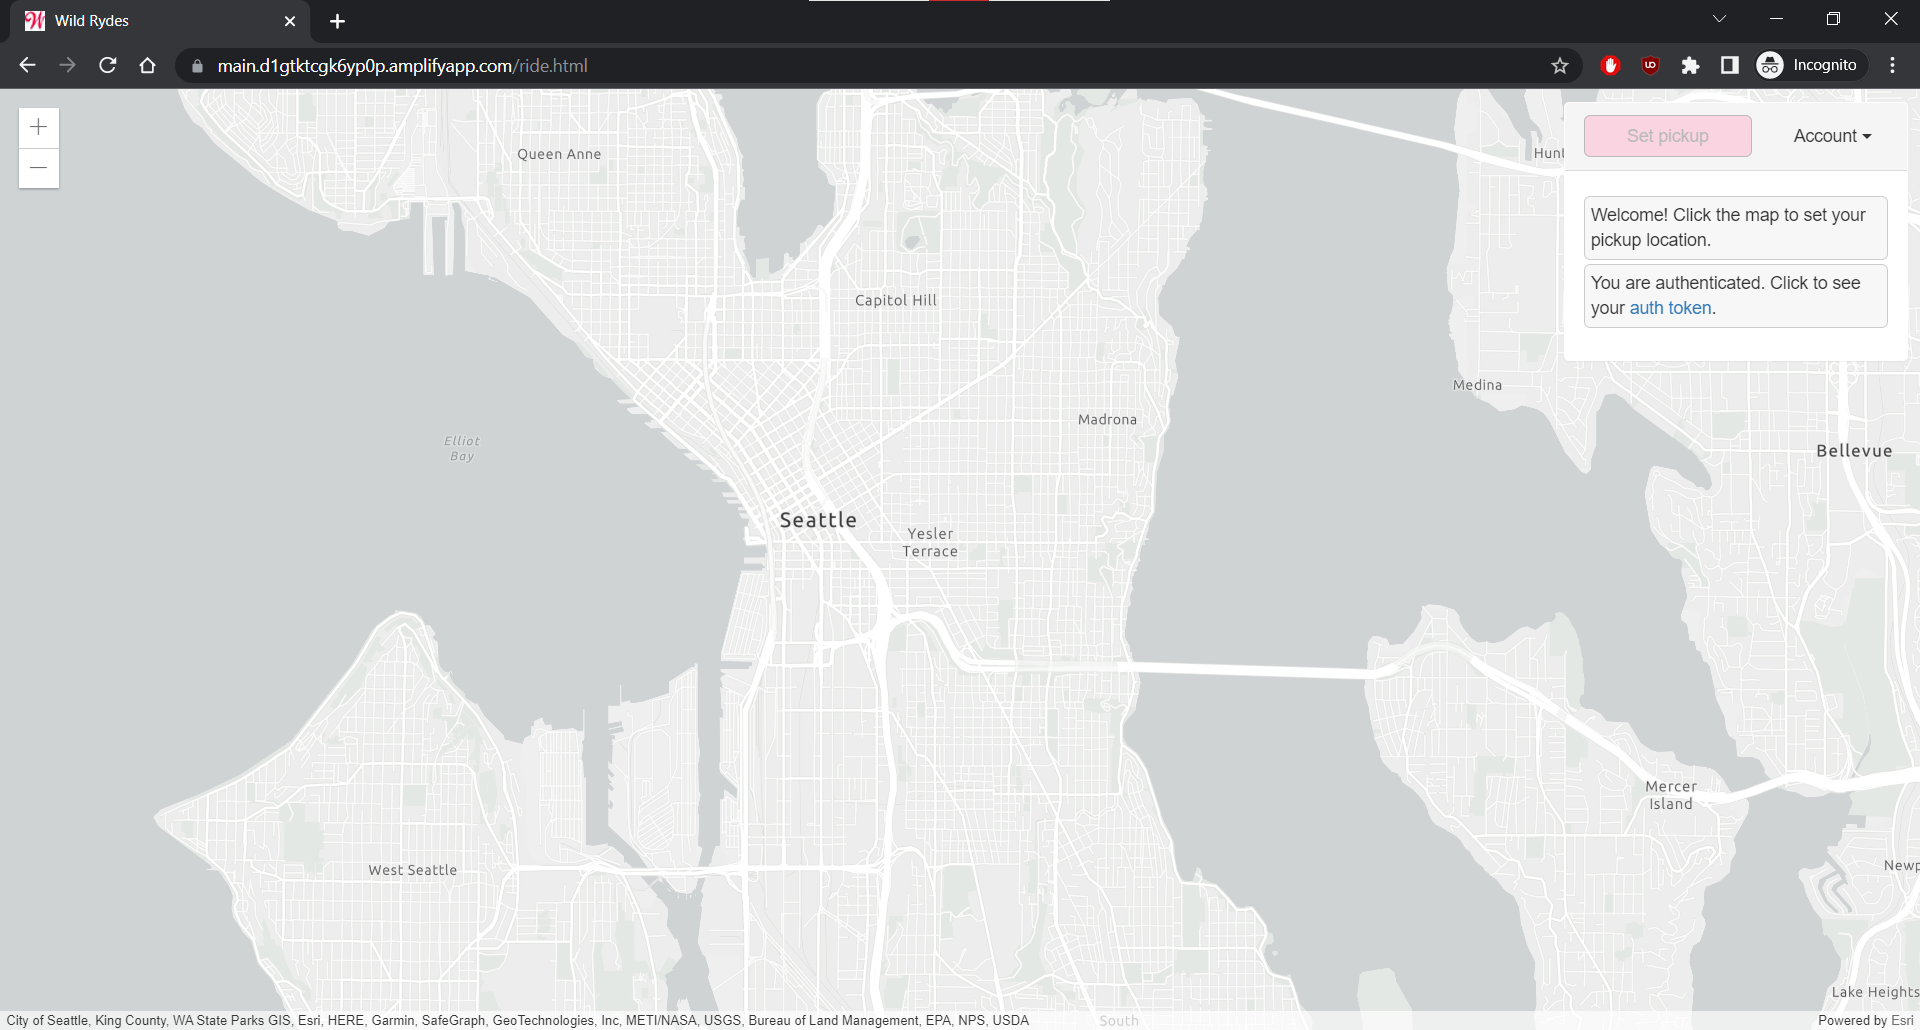 Wild Rydes
main.d1gtktcgk6yp0p.amplifyapp.com/ride.html
Incognito
Set pickup
Account
Welcome! Click the map to set your
pickup location.
You are authenticated. Click to see
your auth token.
Queen Anne
Hunt
Capitol Hill
Medina
Madrona
Elliot
Bay
Bellevue
Seattle
Yesler
Terrace
Mercer
Island
West Seattle
Newp
Lake Heights
South
City of Seattle, King County, WA State Parks GIS, Esri, HERE, Garmin, SafeGraph, GeoTechnologies, Inc, METI/NASA, USGS, Bureau of Land Management, EPA, NPS, USDA
Powered by Esri